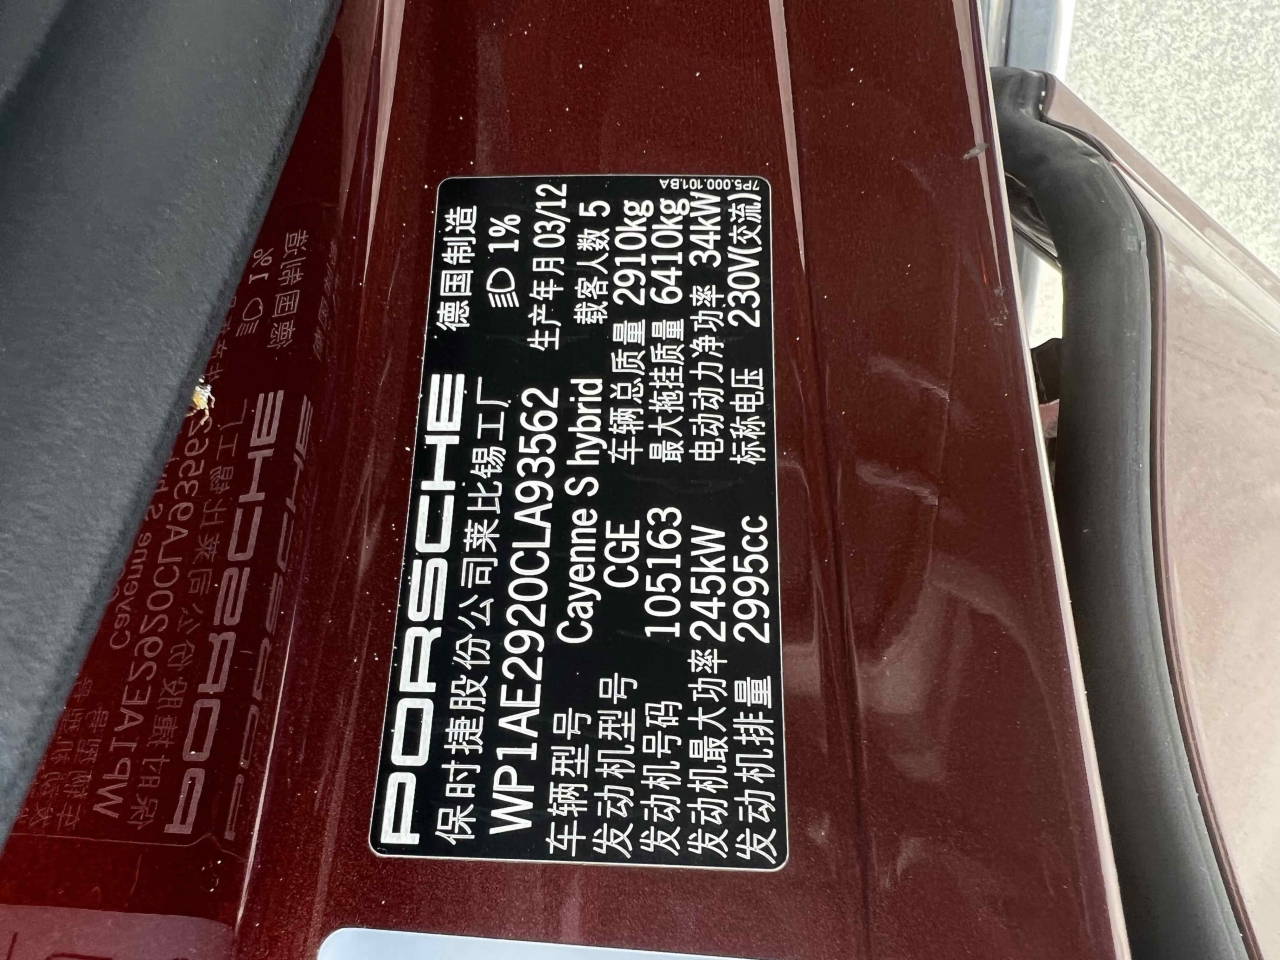 PORSCHE 德国制造
保时捷股份公司莱比锡工厂 1%
WP1AE2920CLA93562 生产年月 03/12
车辆型号 Cayenne S hybrid 载客人数 5
发动机型号 CGE 车辆总质量 2910kg
发动机号码 105163 最大拖挂质量 6410kg
发动机最大功率 245kW 电动动力净功率 34kW
发动机排量 2995cc 标称电压 230V(交流)
7P5.000.101.BA